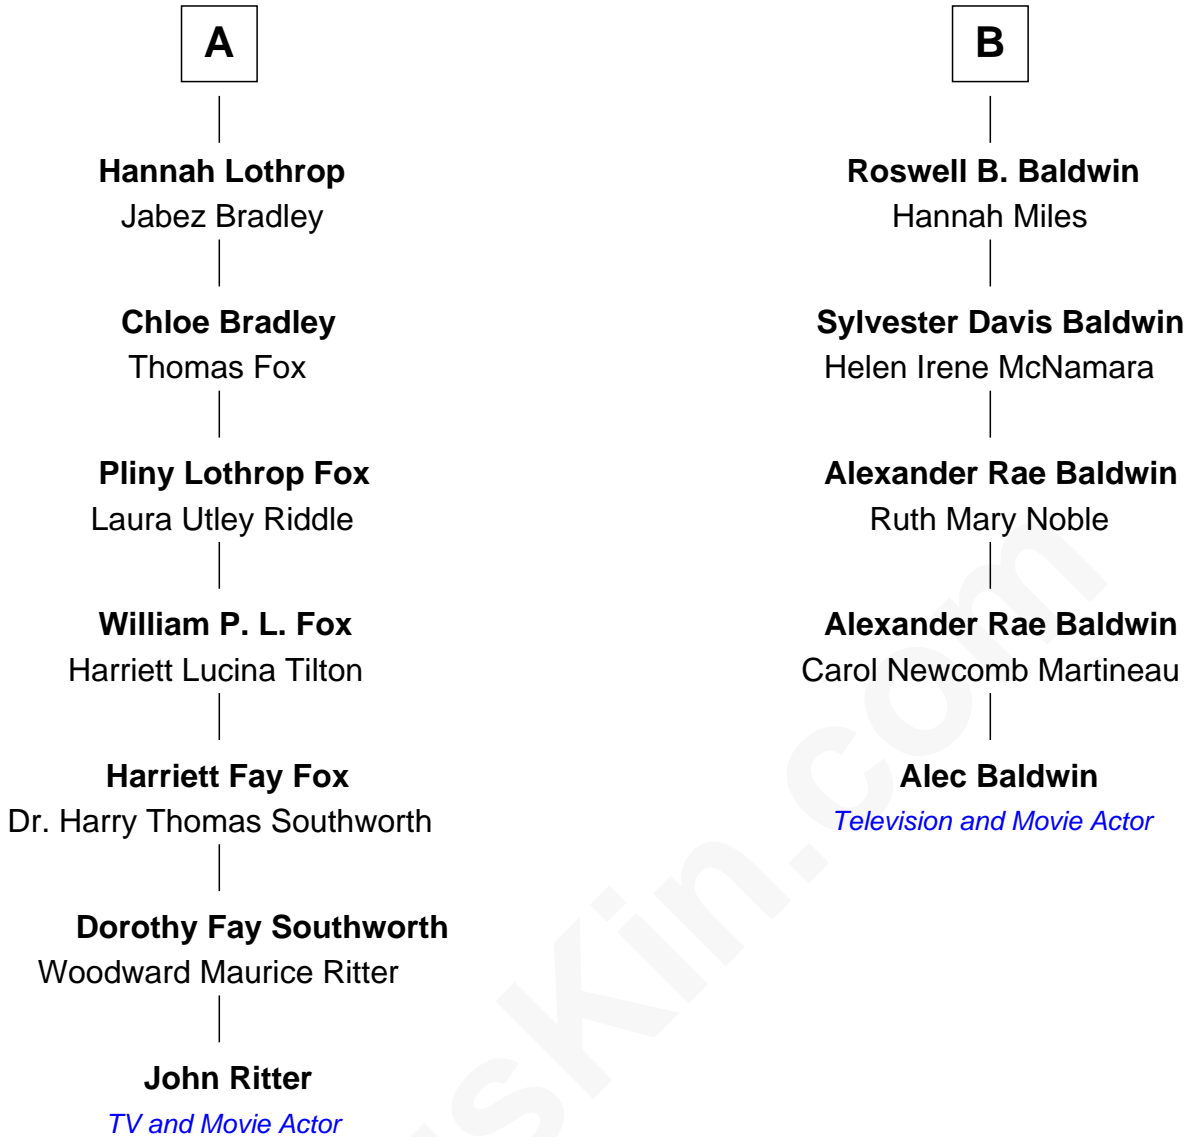 A
Hannah Lothrop
Jabez Bradley
Chloe Bradley
Thomas Fox
Pliny Lothrop Fox
Laura Utley Riddle
William P. L. Fox
Harriett Lucina Tilton
Harriett Fay Fox
Dr. Harry Thomas Southworth
Dorothy Fay Southworth
Woodward Maurice Ritter
John Ritter
TV and Movie Actor
B
Roswell B. Baldwin
Hannah Miles
Sylvester Davis Baldwin
Helen Irene McNamara
Alexander Rae Baldwin
Ruth Mary Noble
Alexander Rae Baldwin
Carol Newcomb Martineau
Alec Baldwin
Television and Movie Actor
sKin.com